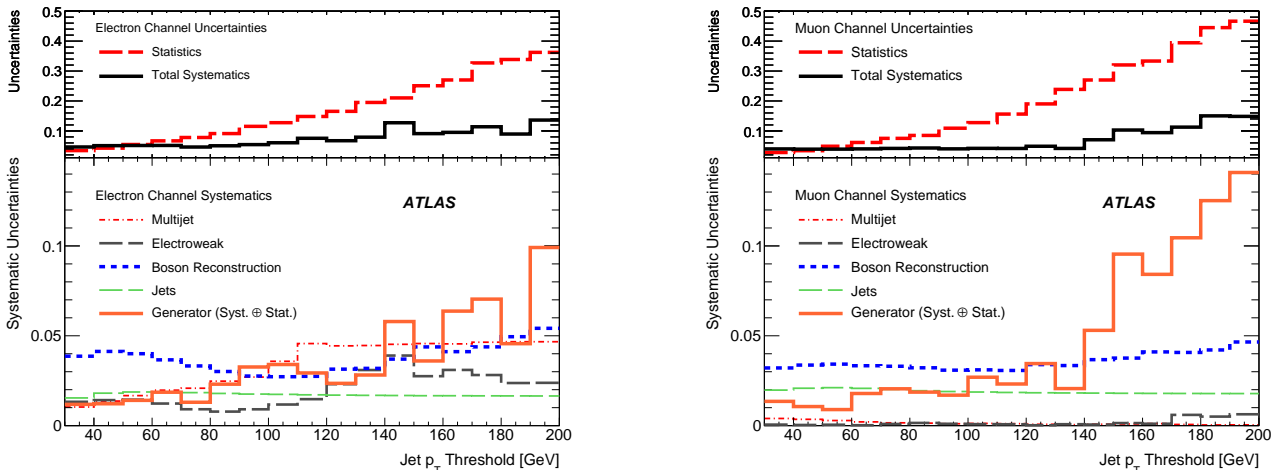 0.5
Electron Channel Uncertainties
0.4
Statistics
0.3
Total Systematics
0.2
0.1
Uncertainties
Electron Channel Systematics
ATLAS
Multijet
Electroweak
0.1
Boson Reconstruction
Jets
Generator (Syst. ⊕ Stat.)
0.05
0
Systematic Uncertainties
40 60 80 100 120 140 160 180 200
Jet p_T Threshold [GeV]
0.5
Muon Channel Uncertainties
0.4
Statistics
0.3
Total Systematics
0.2
0.1
Uncertainties
Muon Channel Systematics
ATLAS
Multijet
Electroweak
0.1
Boson Reconstruction
Jets
Generator (Syst. ⊕ Stat.)
0.05
0
Systematic Uncertainties
40 60 80 100 120 140 160 180 200
Jet p_T Threshold [GeV]